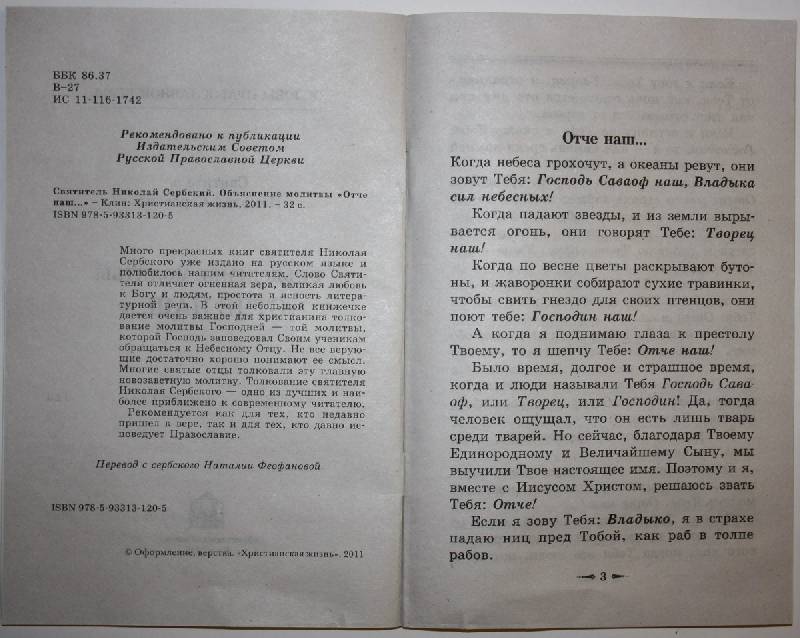 ББК 86.37
В-27
ИС 11-116-1742
Рекомендовано к публикации
Издательским Советом
Русской Православной Церкви
Святитель Николай Сербский. Объяснение молитвы «Отче
наш...» – Клин: Христианская жизнь, 2011. – 32 с.
ISBN 978-5-93313-120-5
Много прекрасных книг святителя Николая
Сербского уже издано на русском языке и
полюбилось нашим читателям. Слово Святи-
теля отличает огненная вера, великая любовь
к Богу и людям, простота и ясность литера-
турной речи. В этой небольшой книжечке
дается очень важное для христианина толко-
вание молитвы Господней — той молитвы,
которой Господь заповедовал Своим ученикам
обращаться к Небесному Отцу. Не все верую-
щие достаточно хорошо понимают ее смысл.
Многие святые отцы толковали эту главную
новозаветную молитву. Толкование святителя
Николая Сербского — одно из лучших и наи-
более приближено к современному читателю.
Рекомендуется как для тех, кто недавно
пришел к вере, так и для тех, кто давно ис-
поведует Православие.
Перевод с сербского Наталии Феофановой
ISBN 978-5-93313-120-5
© Оформление, верстка. «Христианская жизнь». 2011
Отче наш...
Когда небеса грохочут, а океаны ревут, они
зовут Тебя: Господь Саваоф наш, Владыка
сил небесных!
Когда падают звезды, и из земли выры-
вается огонь, они говорят Тебе: Творец
наш!
Когда по весне цветы раскрывают буто-
ны, и жаворонки собирают сухие травинки,
чтобы свить гнездо для своих птенцов, они
поют тебе: Господин наш!
А когда я поднимаю глаза к престолу
Твоему, то я шепчу Тебе: Отче наш!
Было время, долгое и страшное время,
когда и люди называли Тебя Господь Сава-
оф, или Творец, или Господин! Да, тогда
человек ощущал, что он есть лишь тварь
среди тварей. Но сейчас, благодаря Твоему
Единородному и Величайшему Сыну, мы
выучили Твое настоящее имя. Поэтому и я,
вместе с Иисусом Христом, решаюсь звать
Тебя: Отче!
Если я зову Тебя: Владыко, я в страхе
падаю ниц пред Тобой, как раб в толпе
рабов.
3